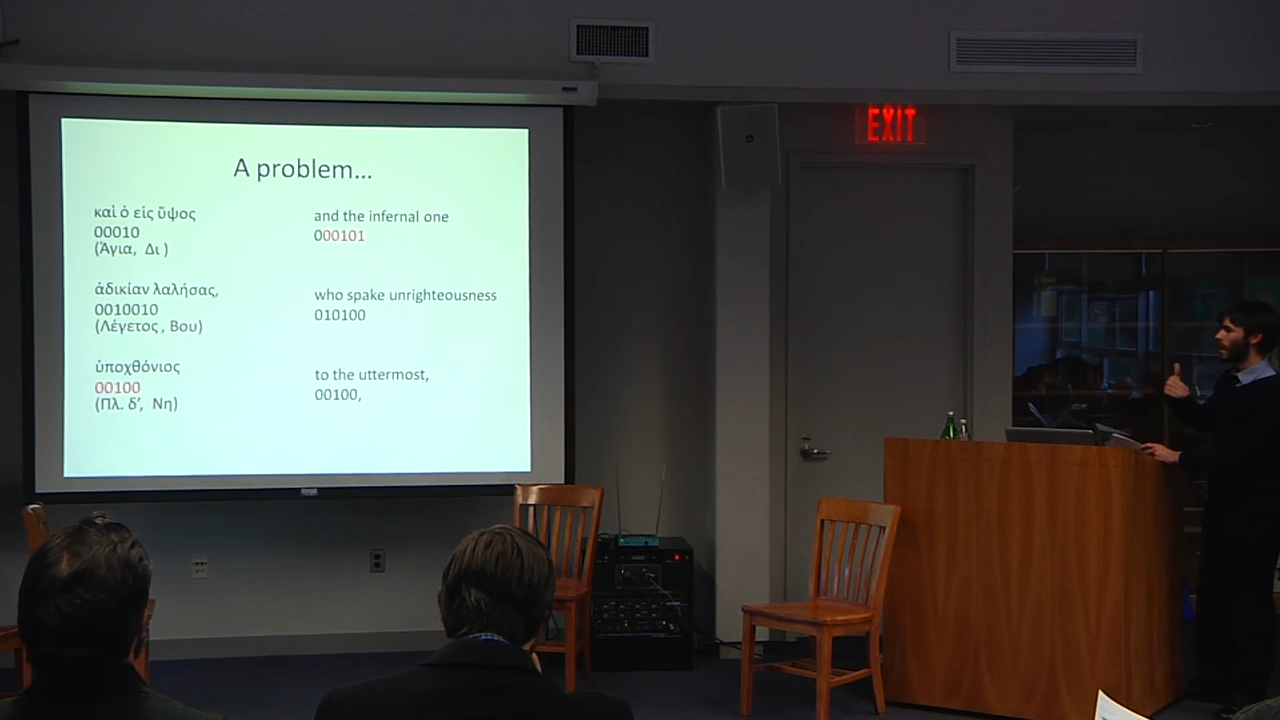 A problem...
καὶ ὁ εἰς ὕψος
00010
(Ἅγια, Δι )
ἀδικίαν λαλήσας,
0010010
(Λέγετος , Βου)
ὑποχθόνιος
00100
(Πλ. δ’, Νη)
and the infernal one
000101
who spake unrighteousness
010100
to the uttermost,
00100,
EXIT